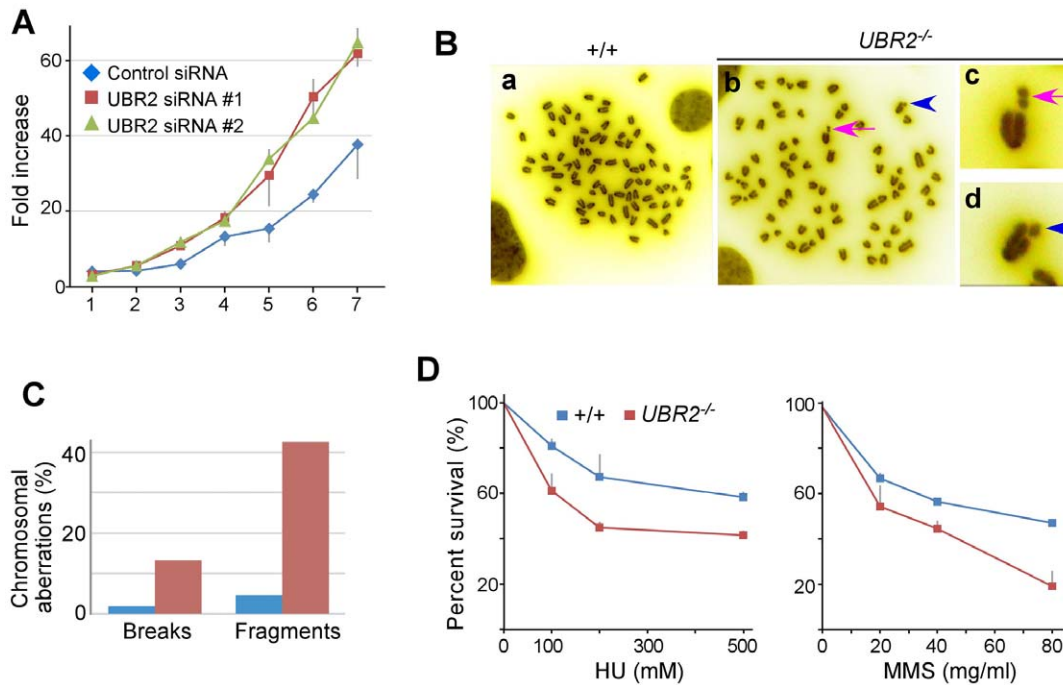 A
Fold increase
60
40
20
0
Control siRNA
UBR2 siRNA #1
UBR2 siRNA #2
1 2 3 4 5 6 7
B
+/+
UBR2-/-
a
b
c
d
C
Chromosomal
aberrations (%)
40
20
0
Breaks Fragments
D
Percent survival (%)
100
60
20
+/+ UBR2-/-
0 100 300 500
HU (mM)
100
60
20
0 20 40 60 80
MMS (mg/ml)